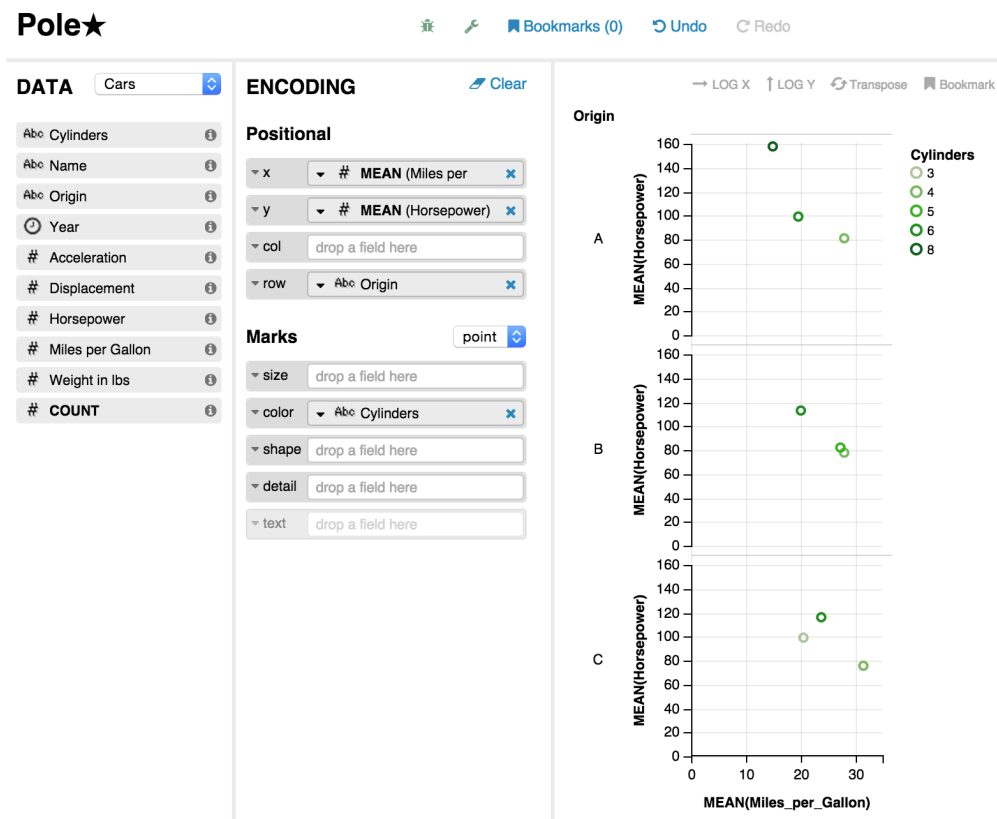 Pole★
Bookmarks (0) Undo Redo
DATA Cars
Abc Cylinders
Abc Name
Abc Origin
Year
# Acceleration
# Displacement
# Horsepower
# Miles per Gallon
# Weight in lbs
# COUNT
ENCODING Clear
Positional
x # MEAN (Miles per
y # MEAN (Horsepower)
col drop a field here
row Abc Origin
Marks point
size drop a field here
color Abc Cylinders
shape drop a field here
detail drop a field here
text drop a field here
LOG X LOG Y Transpose Bookmark
Origin
A
MEAN(Horsepower)
160
140
120
100
80
60
40
20
0
B
MEAN(Horsepower)
160
140
120
100
80
60
40
20
0
C
MEAN(Horsepower)
160
140
120
100
80
60
40
20
0
0 10 20 30
MEAN(Miles_per_Gallon)
Cylinders
3
4
5
6
8